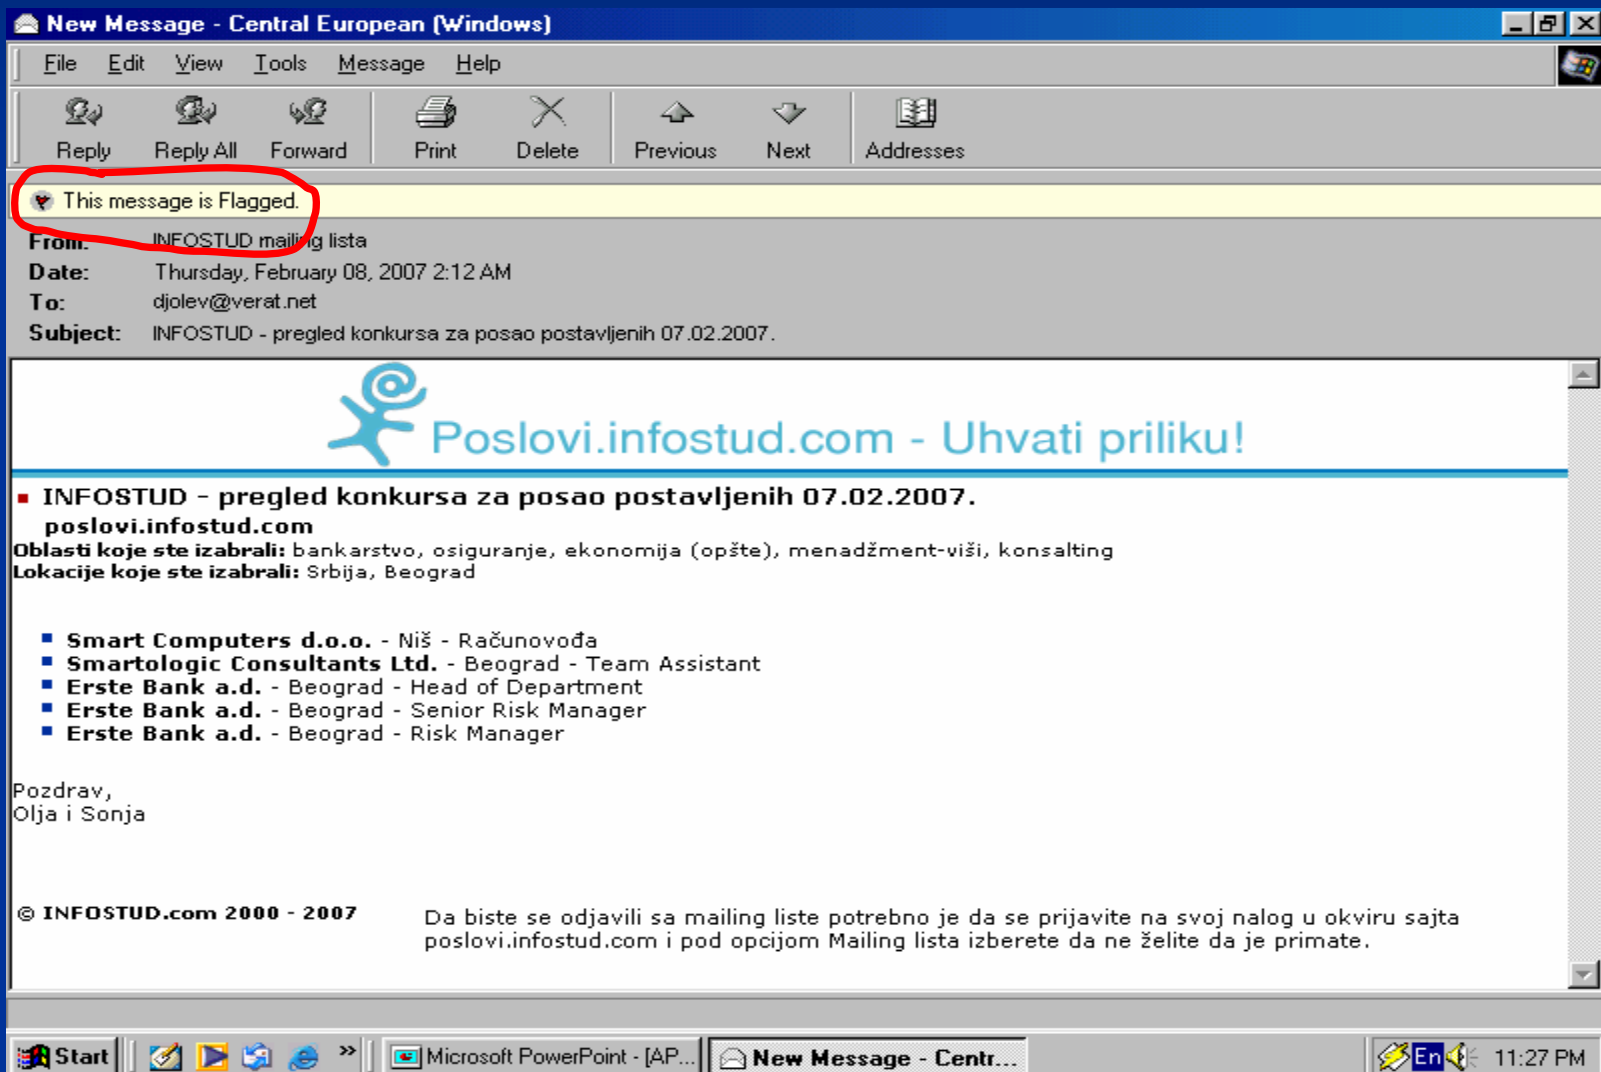 New Message - Central European (Windows)
File Edit View Tools Message Help
Reply Reply All Forward Print Delete Previous Next Addresses
This message is Flagged.
From: INFOSTUD mailing lista
Date: Thursday, February 08, 2007 2:12 AM
To: djolev@verat.net
Subject: INFOSTUD - pregled konkursa za posao postavljenih 07.02.2007.
Poslovi.infostud.com - Uhvati priliku!
INFOSTUD - pregled konkursa za posao postavljenih 07.02.2007.
poslovi.infostud.com
Oblasti koje ste izabrali: bankarstvo, osiguranje, ekonomija (opšte), menadžment-viši, konsalting
Lokacije koje ste izabrali: Srbija, Beograd
Smart Computers d.o.o. - Niš - Računovođa
Smartologic Consultants Ltd. - Beograd - Team Assistant
Erste Bank a.d. - Beograd - Head of Department
Erste Bank a.d. - Beograd - Senior Risk Manager
Erste Bank a.d. - Beograd - Risk Manager
Pozdrav,
Olja i Sonja
© INFOSTUD.com 2000 - 2007
Da biste se odjavili sa mailing liste potrebno je da se prijavite na svoj nalog u okviru sajta
poslovi.infostud.com i pod opcijom Mailing lista izberete da ne želite da je primate.
Start » Microsoft PowerPoint - [AP... New Message - Centr... En 11:27 PM